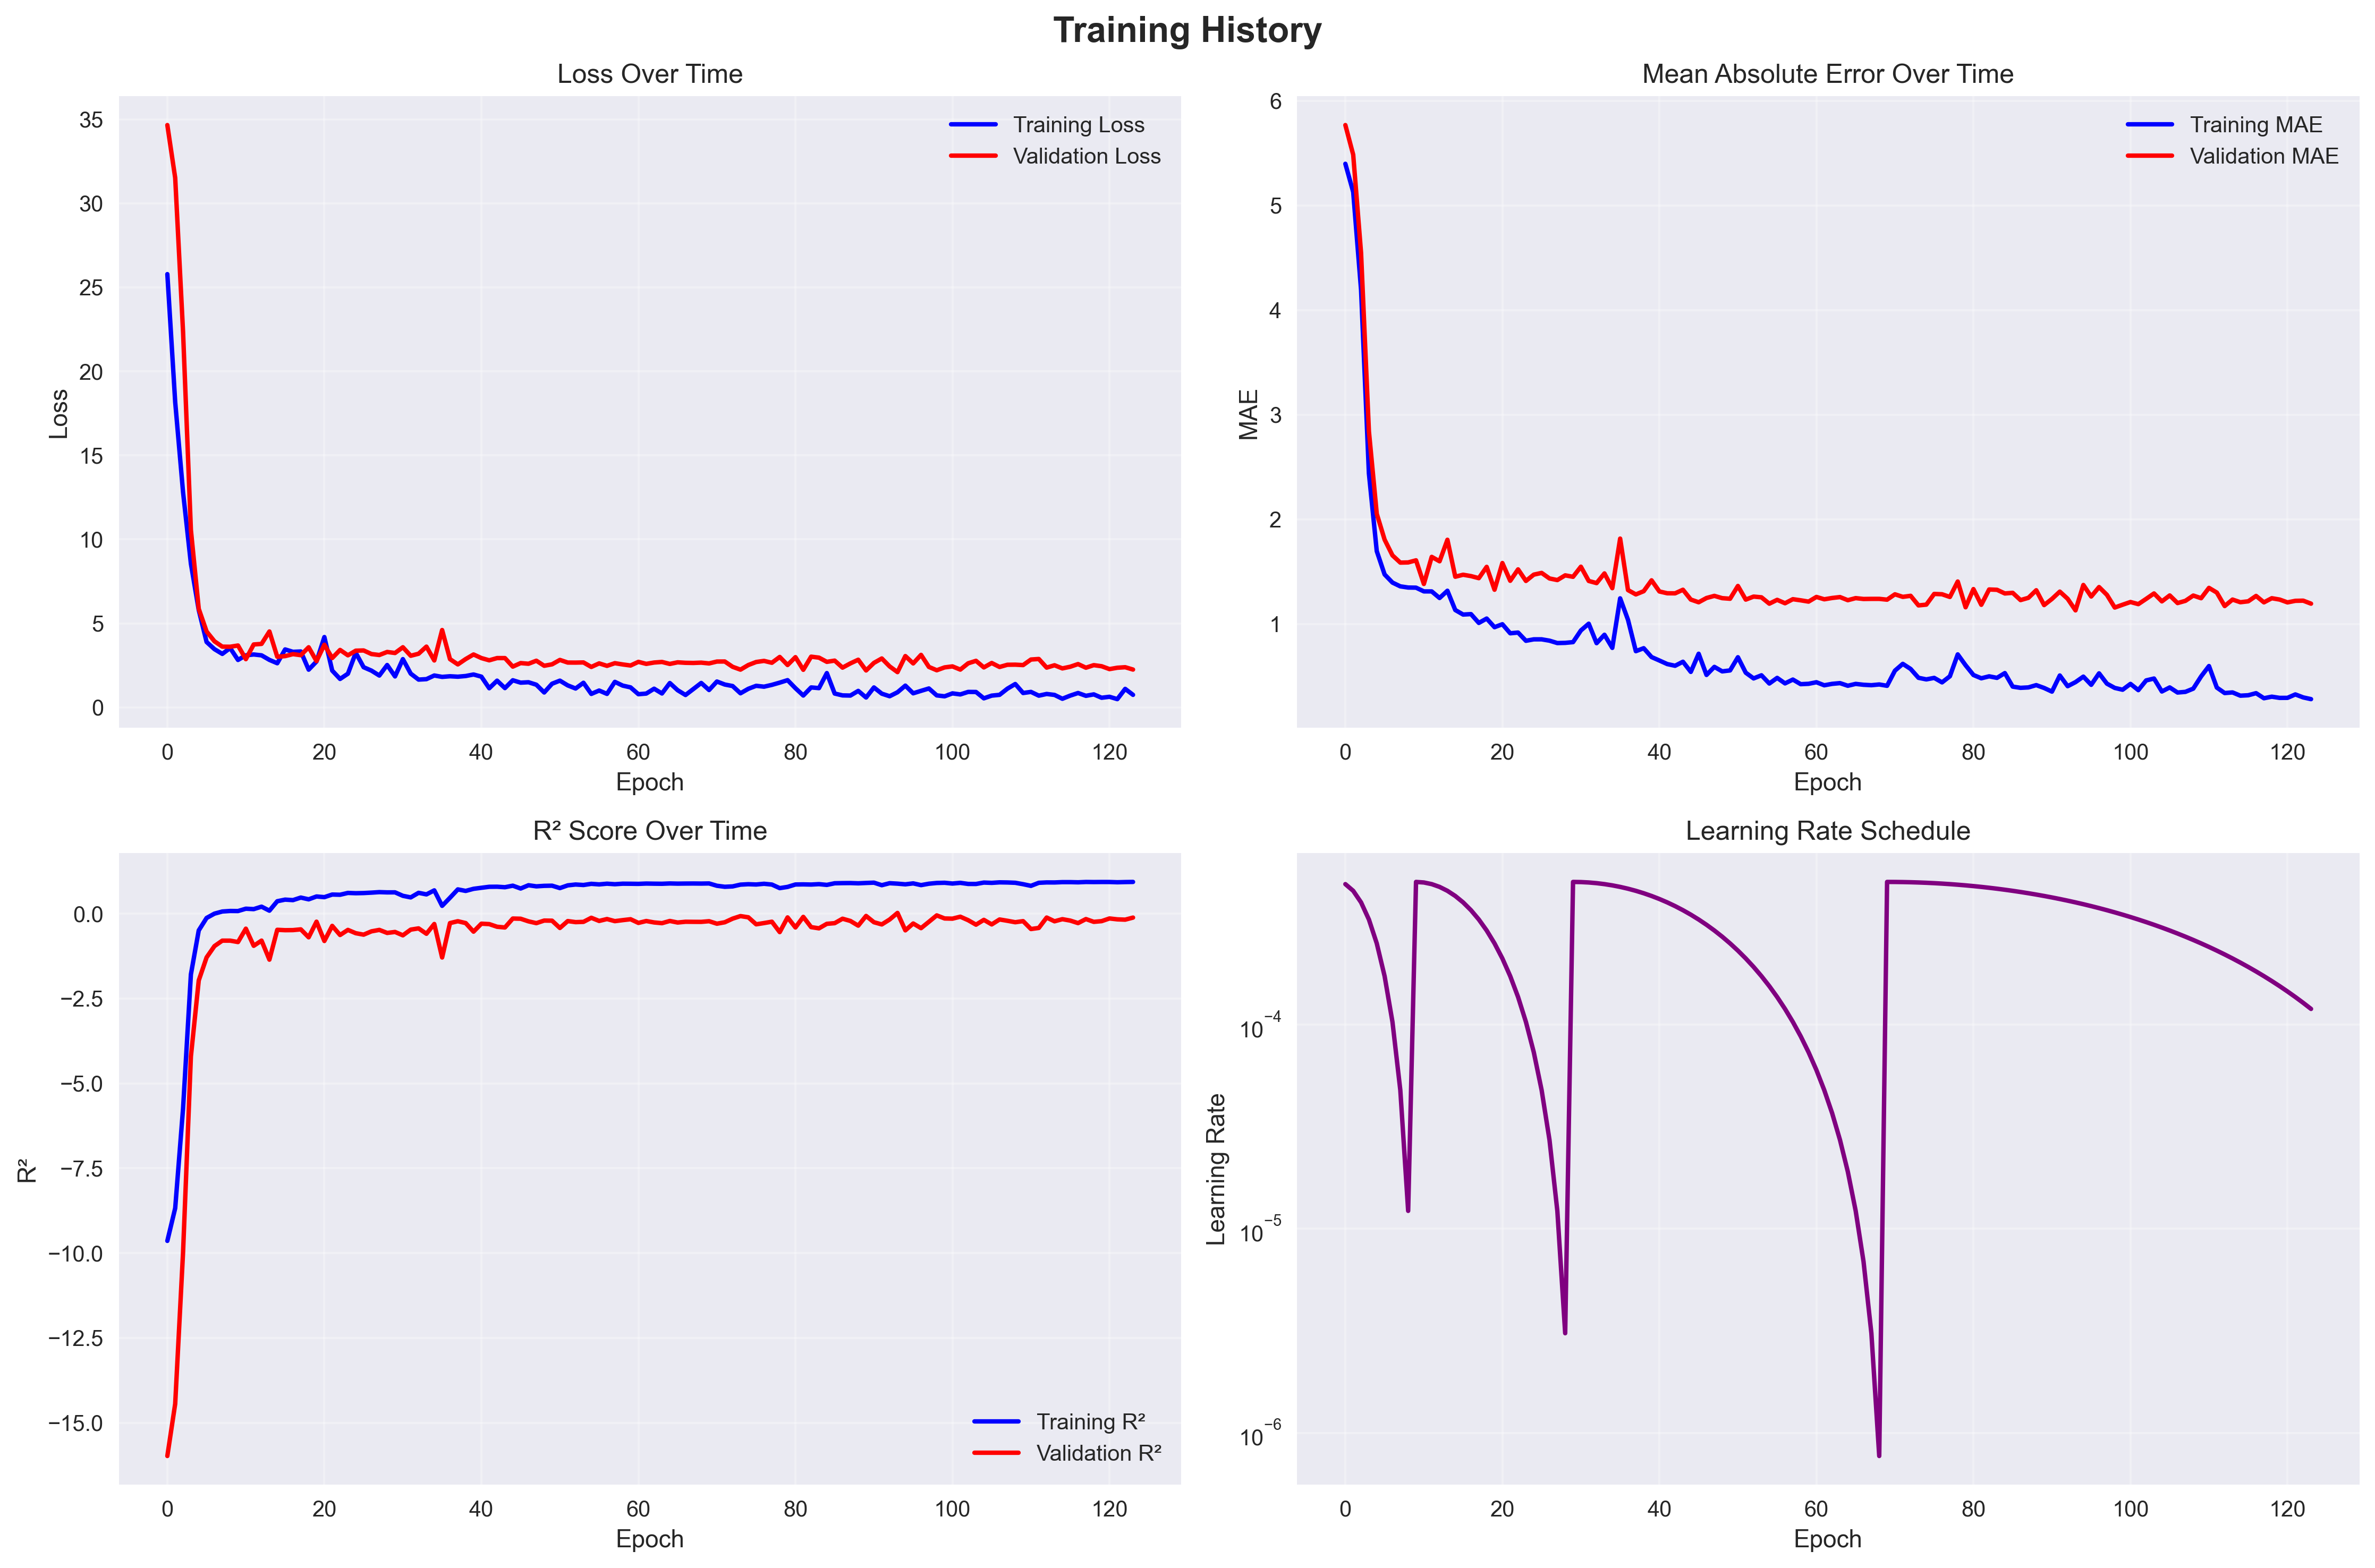 Training History
Loss Over Time
35
30
25
20
15
10
5
0
Loss
0 20 40 60 80 100 120
Epoch
Training Loss
Validation Loss
Mean Absolute Error Over Time
6
5
4
3
2
1
MAE
0 20 40 60 80 100 120
Epoch
Training MAE
Validation MAE
R² Score Over Time
0.0
−2.5
−5.0
−7.5
−10.0
−12.5
−15.0
R²
0 20 40 60 80 100 120
Epoch
Training R²
Validation R²
Learning Rate Schedule
10⁻⁴
10⁻⁵
10⁻⁶
Learning Rate
0 20 40 60 80 100 120
Epoch